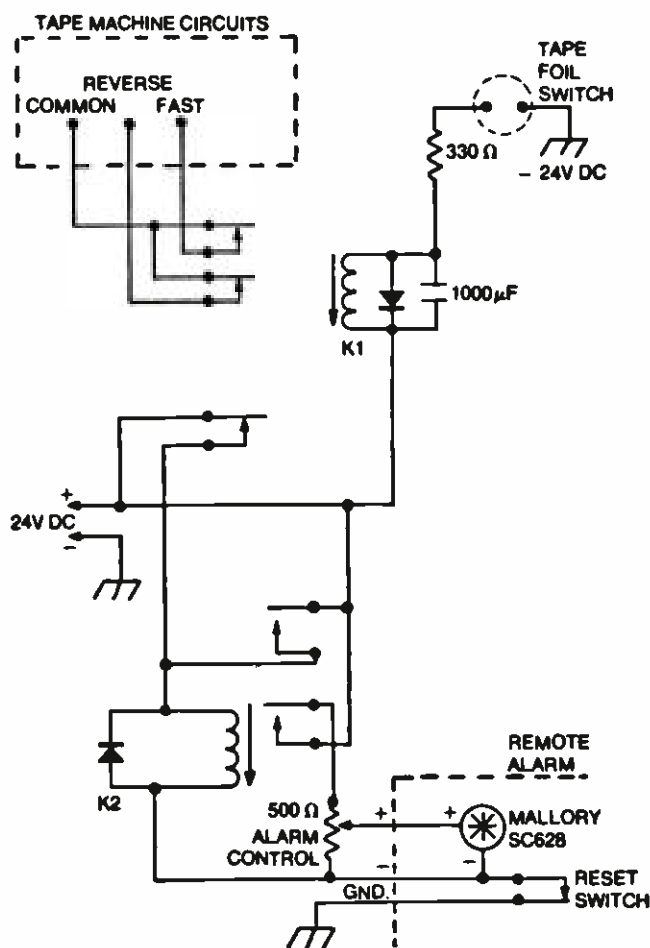 TAPE MACHINE CIRCUITS
REVERSE
COMMON FAST
TAPE
FOIL
SWITCH
330 Ω
- 24V DC
1000µF
K1
+
24V DC
-
REMOTE
ALARM
K2
500 Ω
ALARM
CONTROL
+
+
MALLORY
SC628
-
-
GND.
RESET
SWITCH